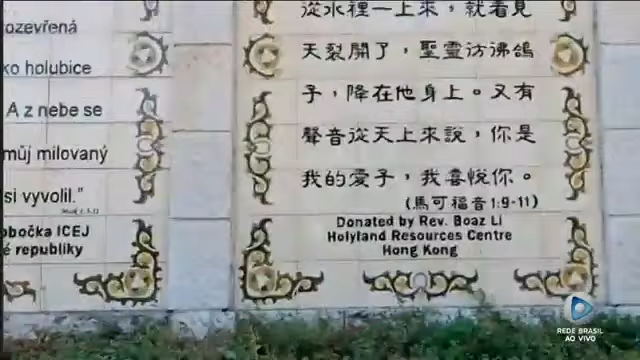 rozevřená
ko holubice
A z nebe se
můj milovaný
si vyvolil."
obočka ICEJ
é republiky
從水裡一上來，就看見
天裂開了，聖靈彷彿鴿
子，降在他身上。又有
聲音從天上來說，你是
我的愛子，我喜悅你。
(馬可福音1:9-11)
Donated by Rev. Boaz Li
Holyland Resources Centre
Hong Kong
REDE BRASIL
AO VIVO